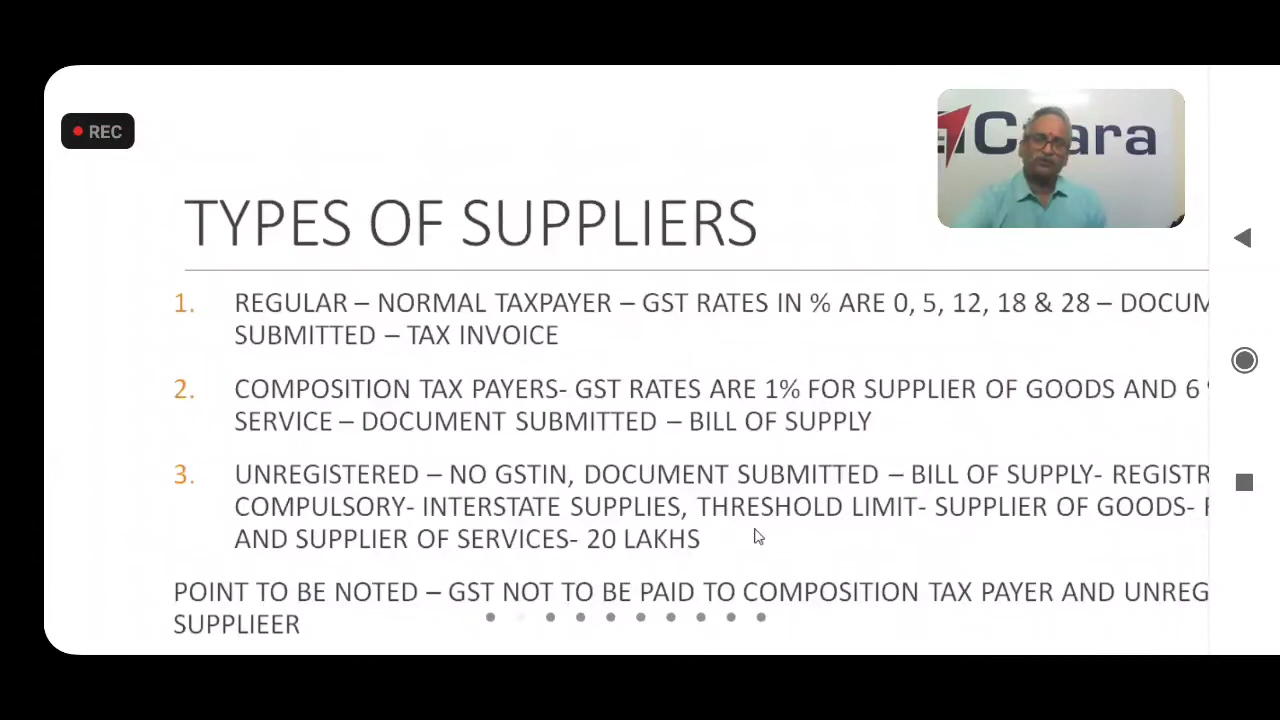 REC
TYPES OF SUPPLIERS
1. REGULAR – NORMAL TAXPAYER – GST RATES IN % ARE 0, 5, 12, 18 & 28 – DOCUM
SUBMITTED – TAX INVOICE
2. COMPOSITION TAX PAYERS- GST RATES ARE 1% FOR SUPPLIER OF GOODS AND 6
SERVICE – DOCUMENT SUBMITTED – BILL OF SUPPLY
3. UNREGISTERED – NO GSTIN, DOCUMENT SUBMITTED – BILL OF SUPPLY- REGISTR
COMPULSORY- INTERSTATE SUPPLIES, THRESHOLD LIMIT- SUPPLIER OF GOODS-
AND SUPPLIER OF SERVICES- 20 LAKHS
POINT TO BE NOTED – GST NOT TO BE PAID TO COMPOSITION TAX PAYER AND UNREG
SUPPLIEER